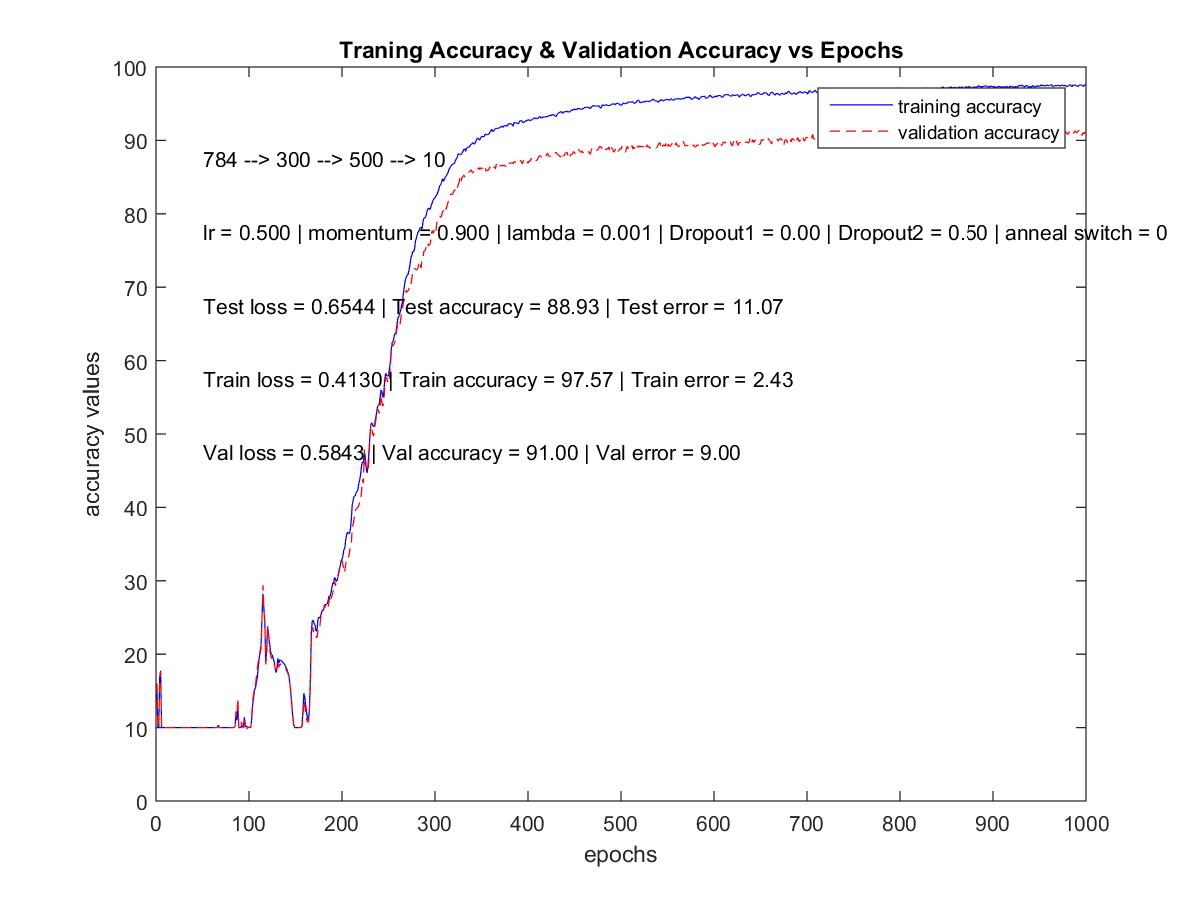 Traning Accuracy & Validation Accuracy vs Epochs
100
90
80
70
60
50
40
30
20
10
0
accuracy values
training accuracy
validation accuracy
784 --> 300 --> 500 --> 10
lr = 0.500 | momentum = 0.900 | lambda = 0.001 | Dropout1 = 0.00 | Dropout2 = 0.50 | anneal switch = 0
Test loss = 0.6544 | Test accuracy = 88.93 | Test error = 11.07
Train loss = 0.4130 | Train accuracy = 97.57 | Train error = 2.43
Val loss = 0.5843 | Val accuracy = 91.00 | Val error = 9.00
0 100 200 300 400 500 600 700 800 900 1000
epochs